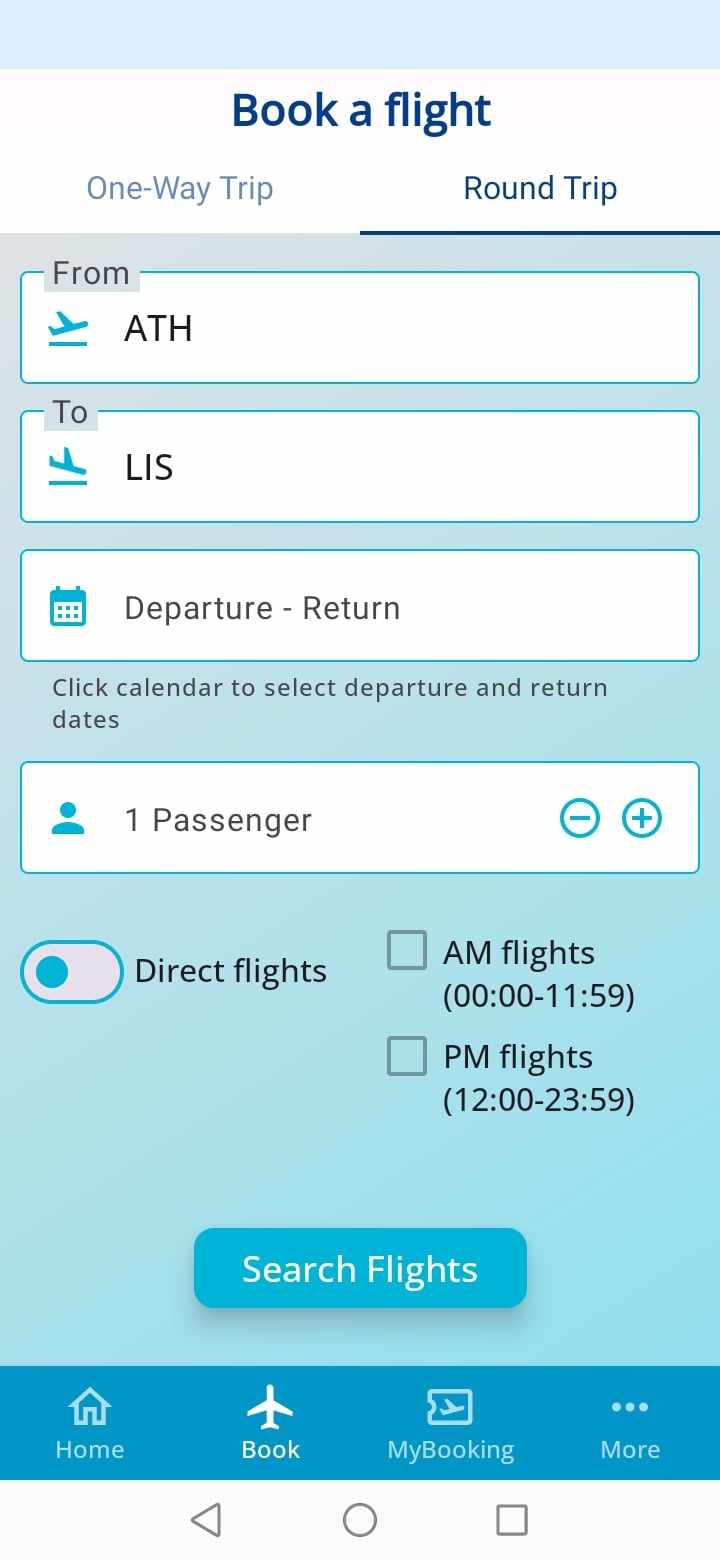 Book a flight
One-Way Trip
Round Trip
From
ATH
To
LIS
Departure - Return
Click calendar to select departure and return
dates
1 Passenger
Direct flights
AM flights
(00:00-11:59)
PM flights
(12:00-23:59)
Search Flights
Home
Book
MyBooking
More